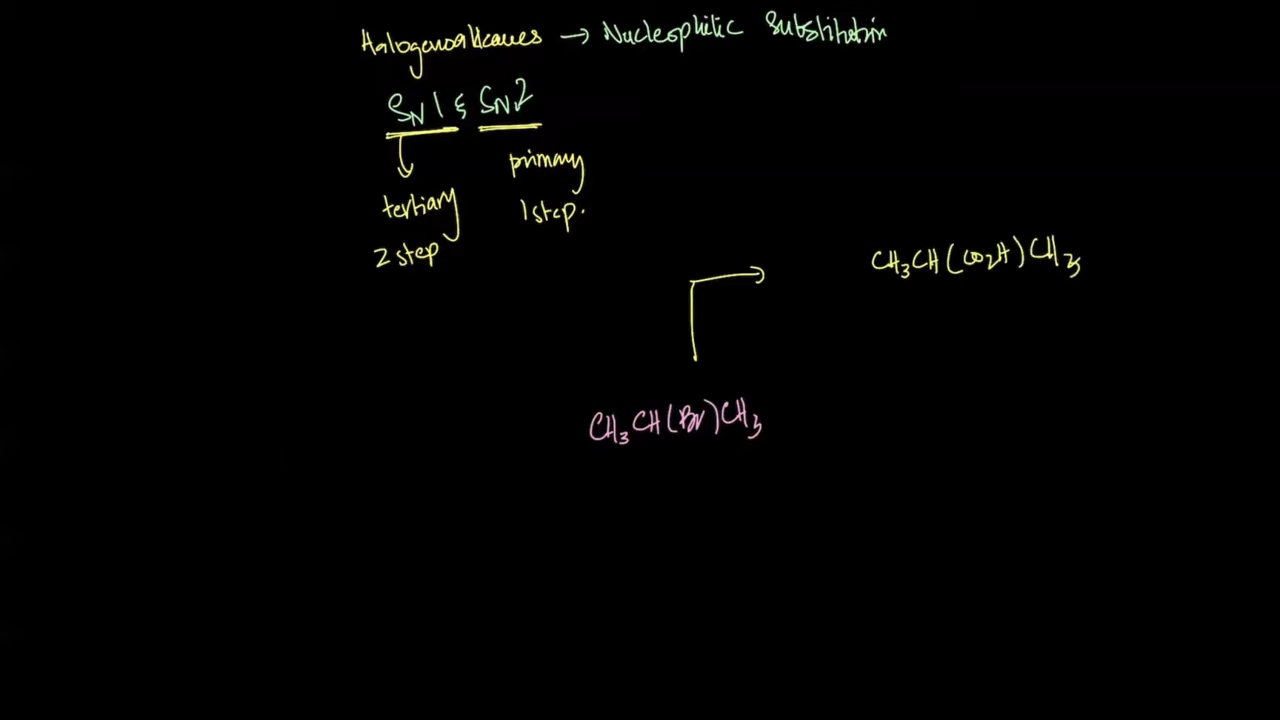 Halogenoalkanes → Nucleophilic Substitution
SN1 & SN2
primary
tertiary
1 step.
2 step
CH3CH(CO2H)CH3
CH3CH(Br)CH3